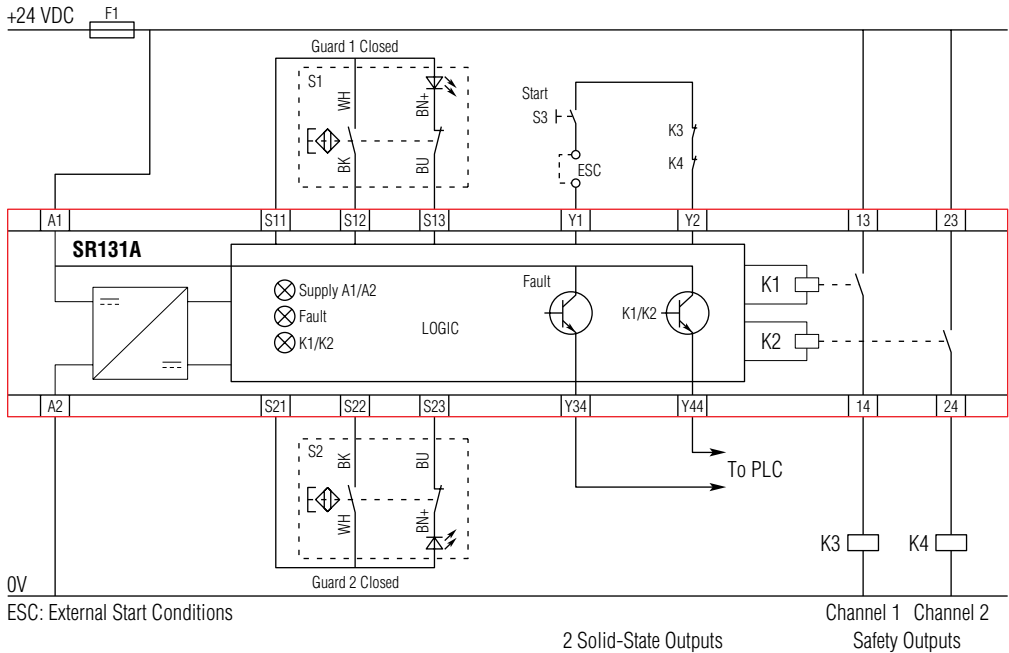 +24 VDC
F1
Guard 1 Closed
S1
WH
BN+
BK
BU
Start
S3
ESC
K3
K4
A1
S11
S12
S13
Y1
Y2
13
23
SR131A
Supply A1/A2
Fault
K1/K2
LOGIC
Fault
K1/K2
K1
K2
A2
S21
S22
S23
Y34
Y44
14
24
S2
BK
BU
WH
BN+
Guard 2 Closed
To PLC
K3
K4
0V
ESC: External Start Conditions
Channel 1
Channel 2
2 Solid-State Outputs
Safety Outputs